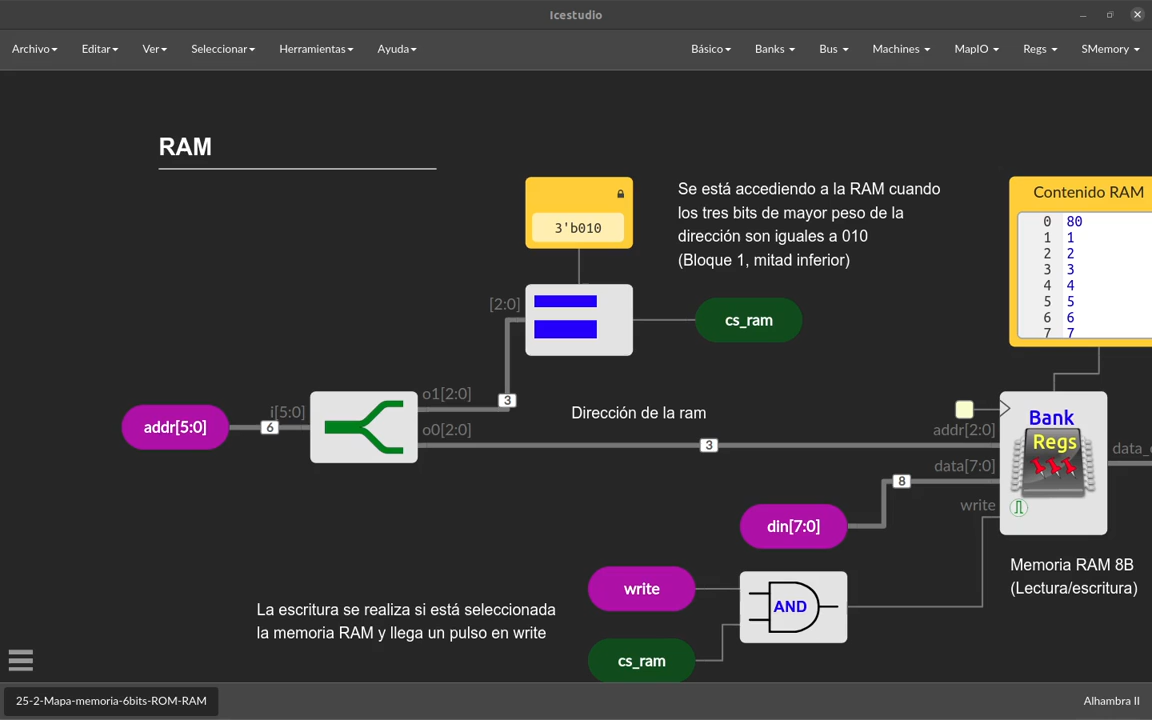 Icestudio
Archivo Editar Ver Seleccionar Herramientas Ayuda Básico Banks Bus Machines MapIO Regs SMemory
RAM
3'b010
Se está accediendo a la RAM cuando
los tres bits de mayor peso de la
dirección son iguales a 010
(Bloque 1, mitad inferior)
Contenido RAM
0 80
1 1
2 2
3 3
4 4
5 5
6 6
7 7
[2:0]
cs_ram
addr[5:0]
6
i[5:0]
o1[2:0]
o0[2:0]
3
Dirección de la ram
3
Bank
Regs
addr[2:0]
data[7:0]
write
8
din[7:0]
Memoria RAM 8B
(Lectura/escritura)
write
AND
cs_ram
La escritura se realiza si está seleccionada
la memoria RAM y llega un pulso en write
25-2-Mapa-memoria-6bits-ROM-RAM
Alhambra II